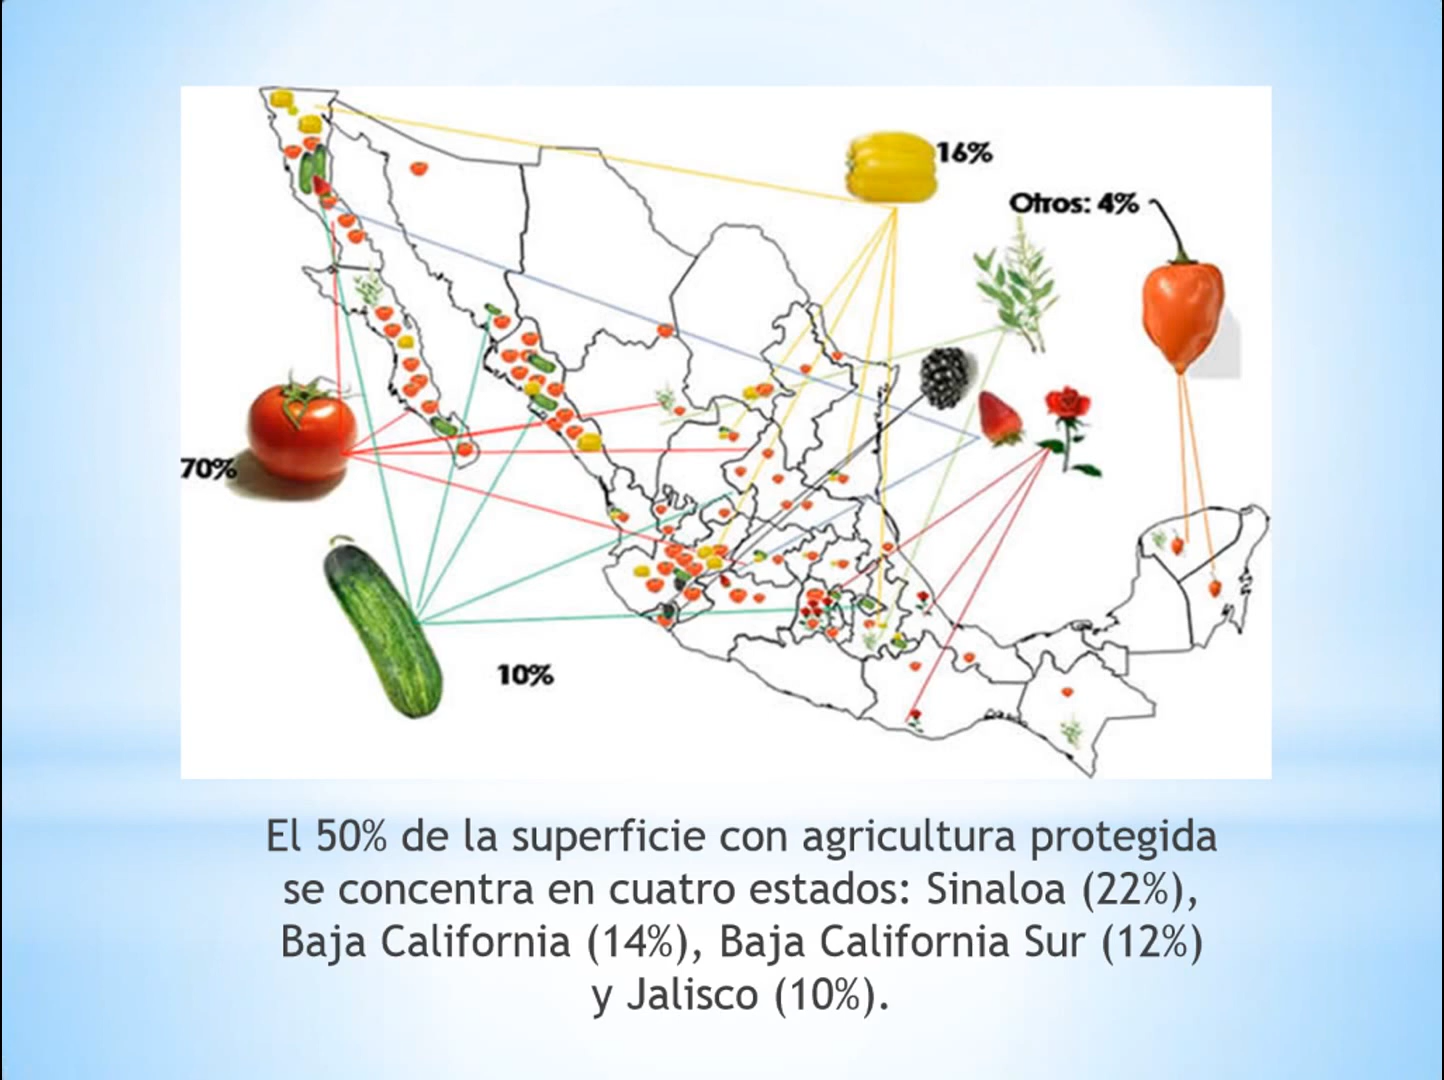 16%
Otros: 4%
70%
10%
El 50% de la superficie con agricultura protegida
se concentra en cuatro estados: Sinaloa (22%),
Baja California (14%), Baja California Sur (12%)
y Jalisco (10%).